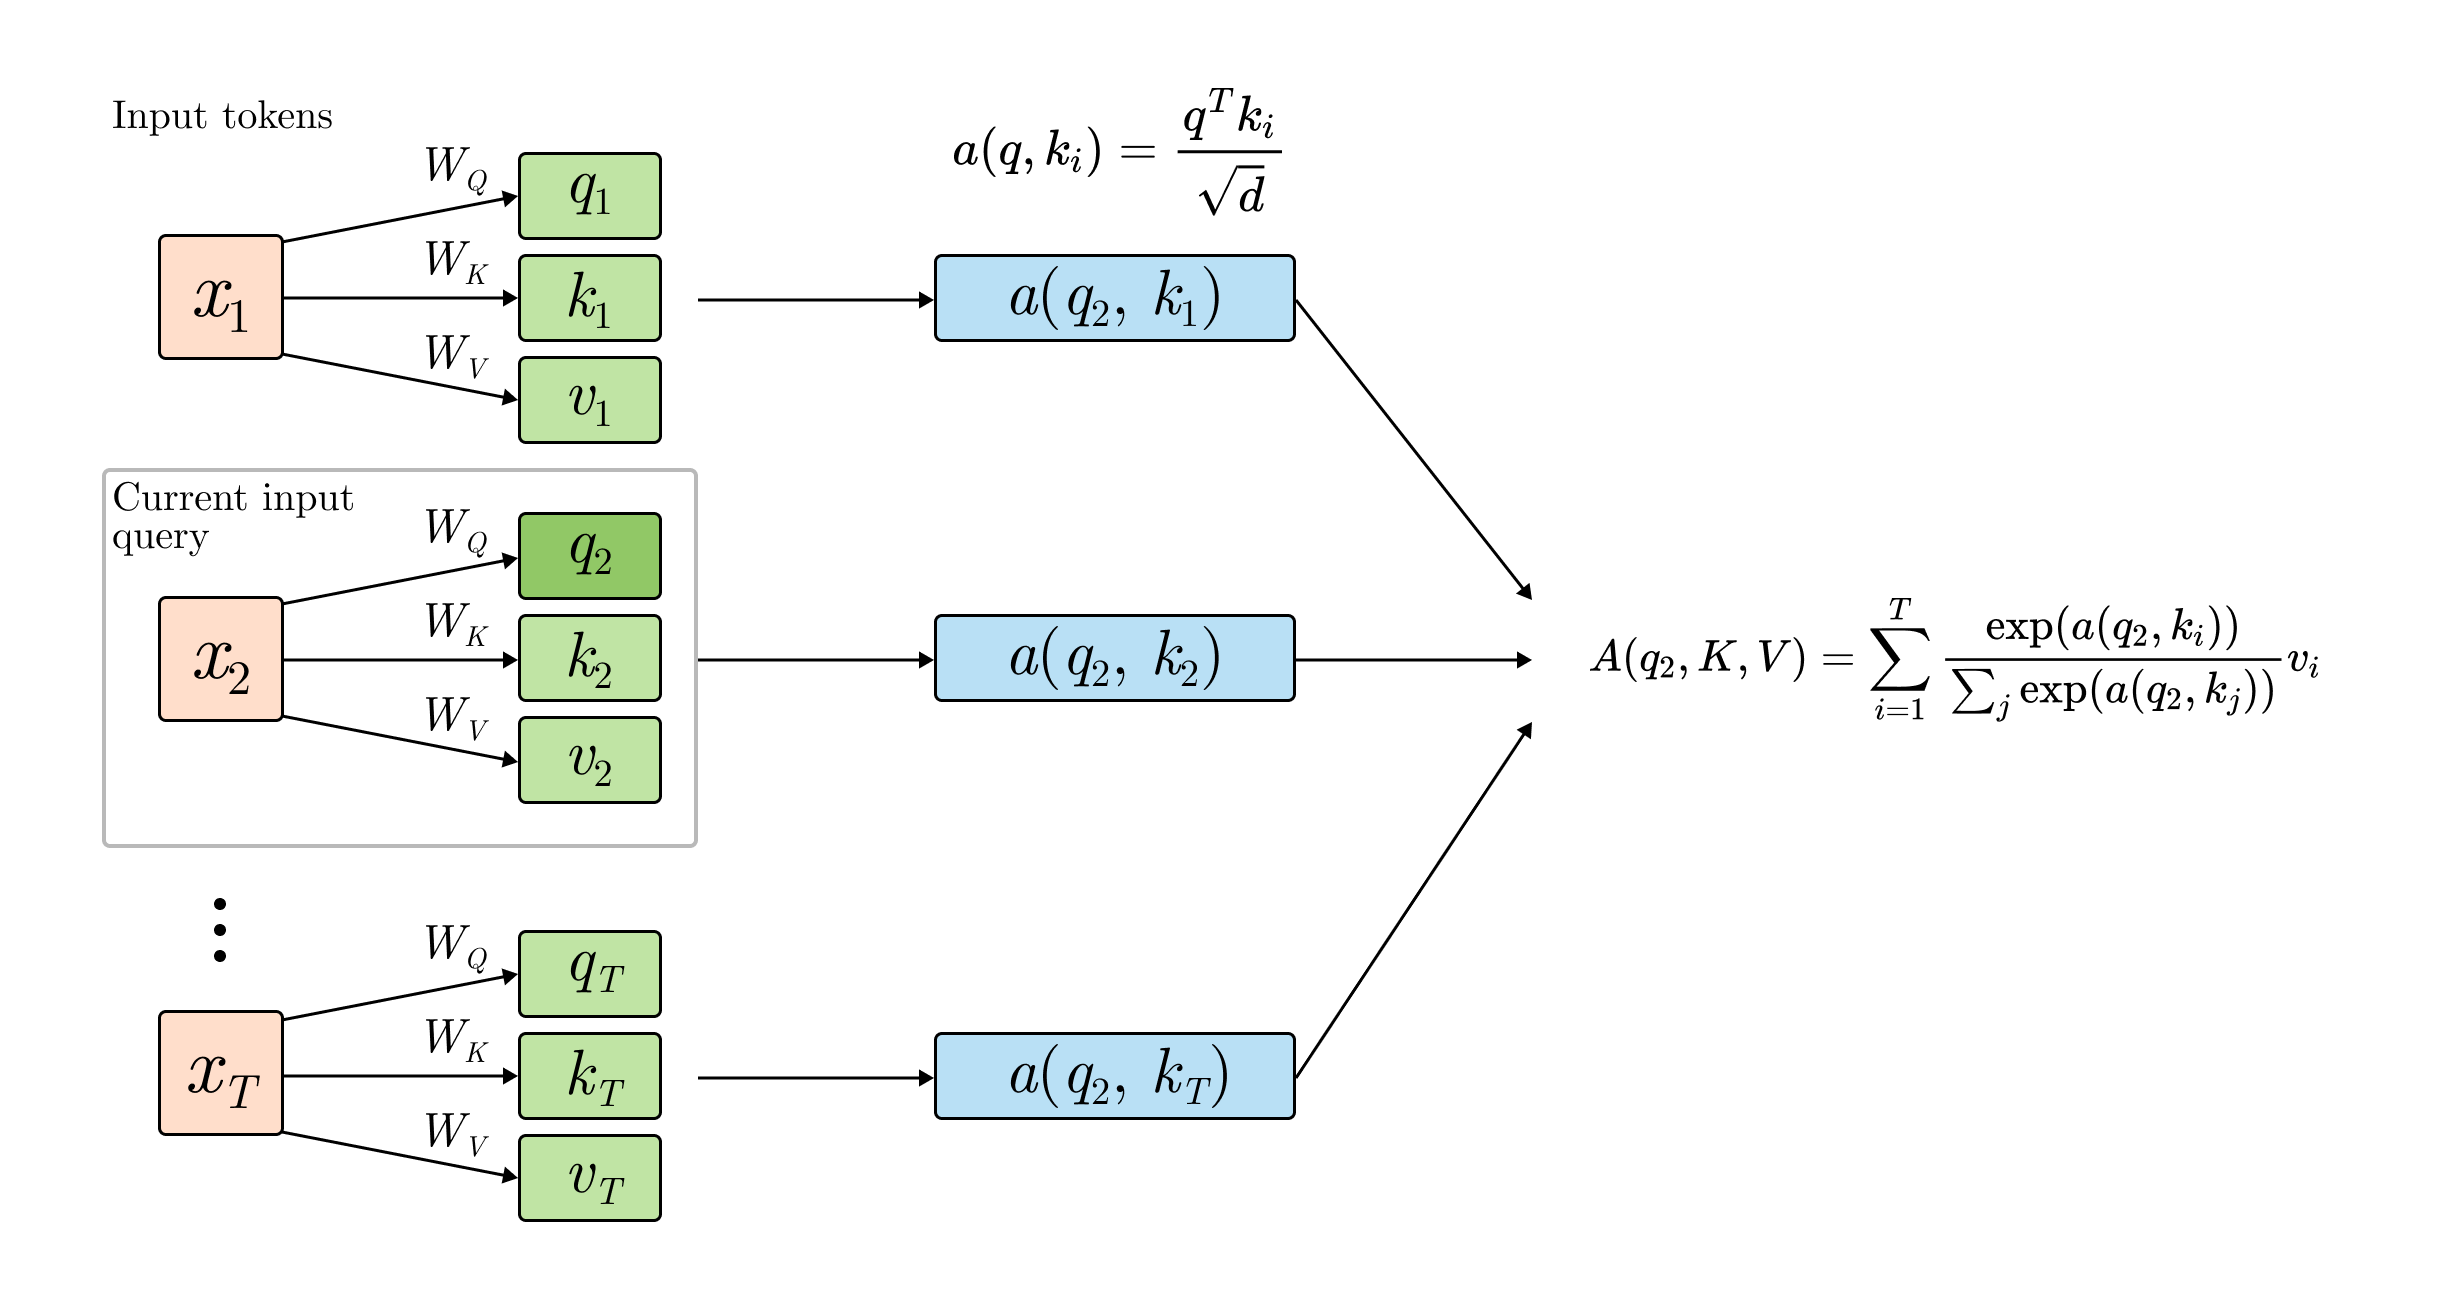 Input tokens
W_Q
q_1
x_1
W_K
k_1
W_V
v_1
a(q, k_i) = \frac{q^T k_i}{\sqrt{d}}
a(q_2, k_1)
Current input
query
W_Q
q_2
x_2
W_K
k_2
W_V
v_2
a(q_2, k_2)
A(q_2, K, V) = \sum_{i=1}^{T} \frac{\exp(a(q_2, k_i))}{\sum_j \exp(a(q_2, k_j))} v_i
W_Q
q_T
x_T
W_K
k_T
W_V
v_T
a(q_2, k_T)